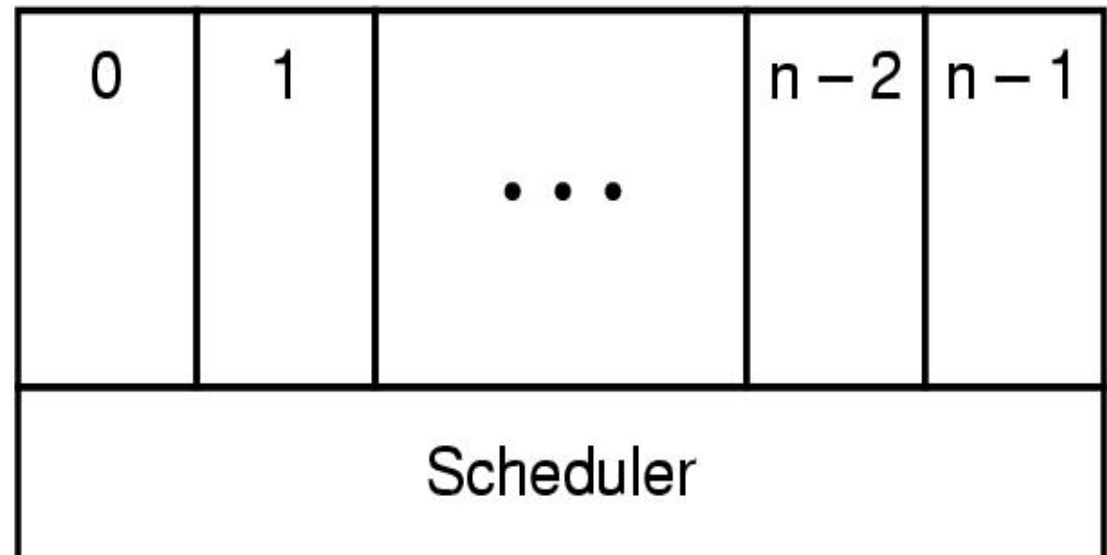 0 1 • • • n – 2 n – 1
Scheduler